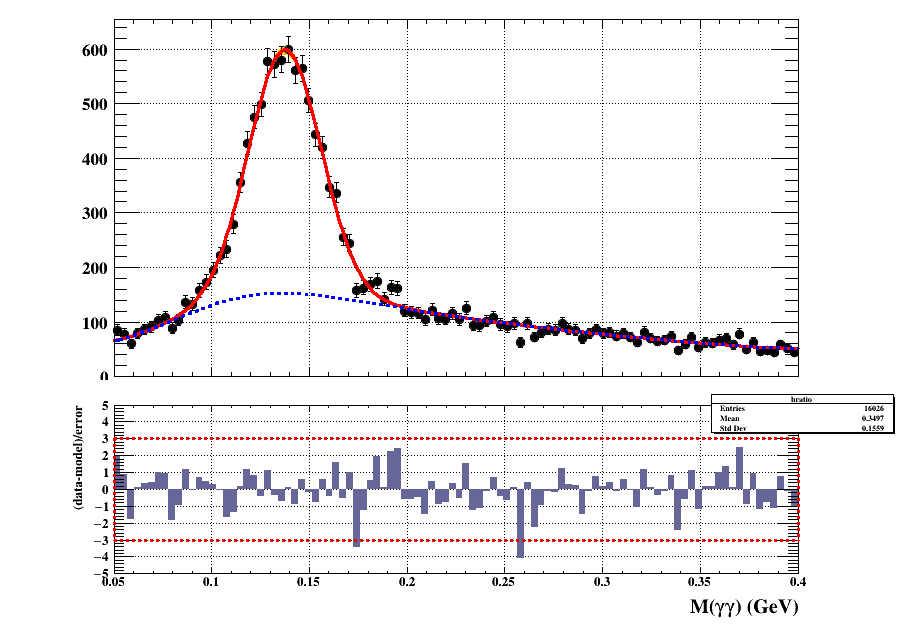 600
500
400
300
200
100
0
(data-model)/error
5
4
3
2
1
0
−1
−2
−3
−4
−5
hratio
Entries 16026
Mean 0.3497
Std Dev 0.1559
0.05 0.1 0.15 0.2 0.25 0.3 0.35 0.4
M(γγ) (GeV)